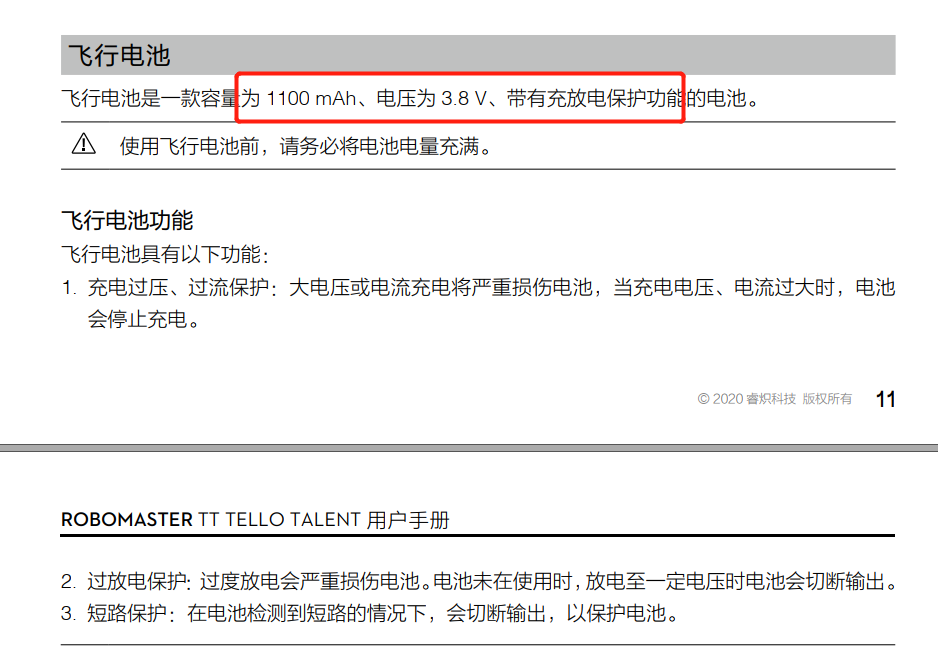 飞行电池
飞行电池是一款容量为 1100 mAh、电压为 3.8 V、带有充放电保护功能的电池。
使用飞行电池前，请务必将电池电量充满。
飞行电池功能
飞行电池具有以下功能：
1. 充电过压、过流保护：大电压或电流充电将严重损伤电池，当充电电压、电流过大时，电池
会停止充电。
© 2020 睿炽科技 版权所有 11
ROBOMASTER TT TELLO TALENT 用户手册
2. 过放电保护：过度放电会严重损伤电池。电池未在使用时，放电至一定电压时电池会切断输出。
3. 短路保护：在电池检测到短路的情况下，会切断输出，以保护电池。